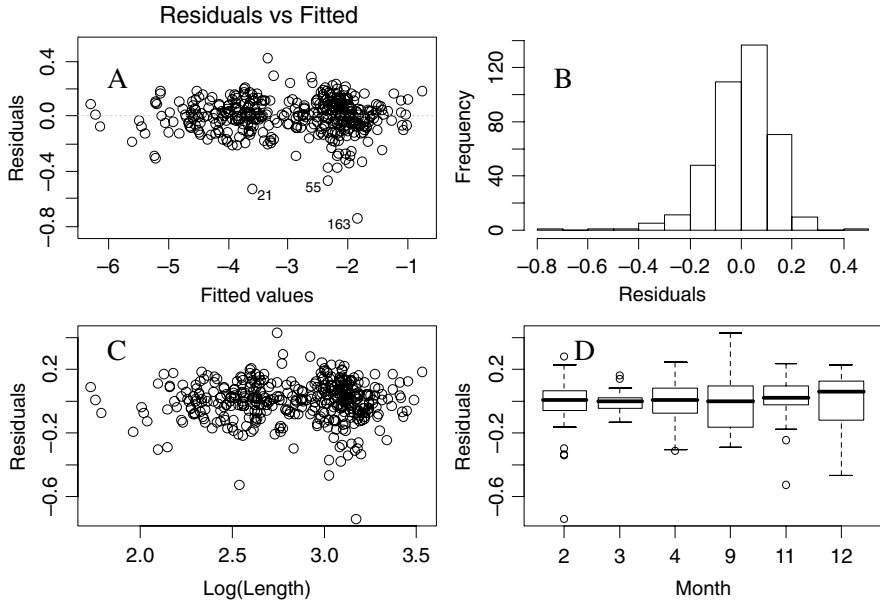 Residuals vs Fitted
A
Residuals
0.4
0.0
−0.4
−0.8
21
55
163
−6 −5 −4 −3 −2 −1
Fitted values
B
Frequency
120
80
40
0
−0.8 −0.4 −0.2 0.0 0.2 0.4
Residuals
C
Residuals
0.2
−0.2
−0.6
2.0 2.5 3.0 3.5
Log(Length)
D
Residuals
0.2
−0.2
−0.6
2 3 4 9 11 12
Month